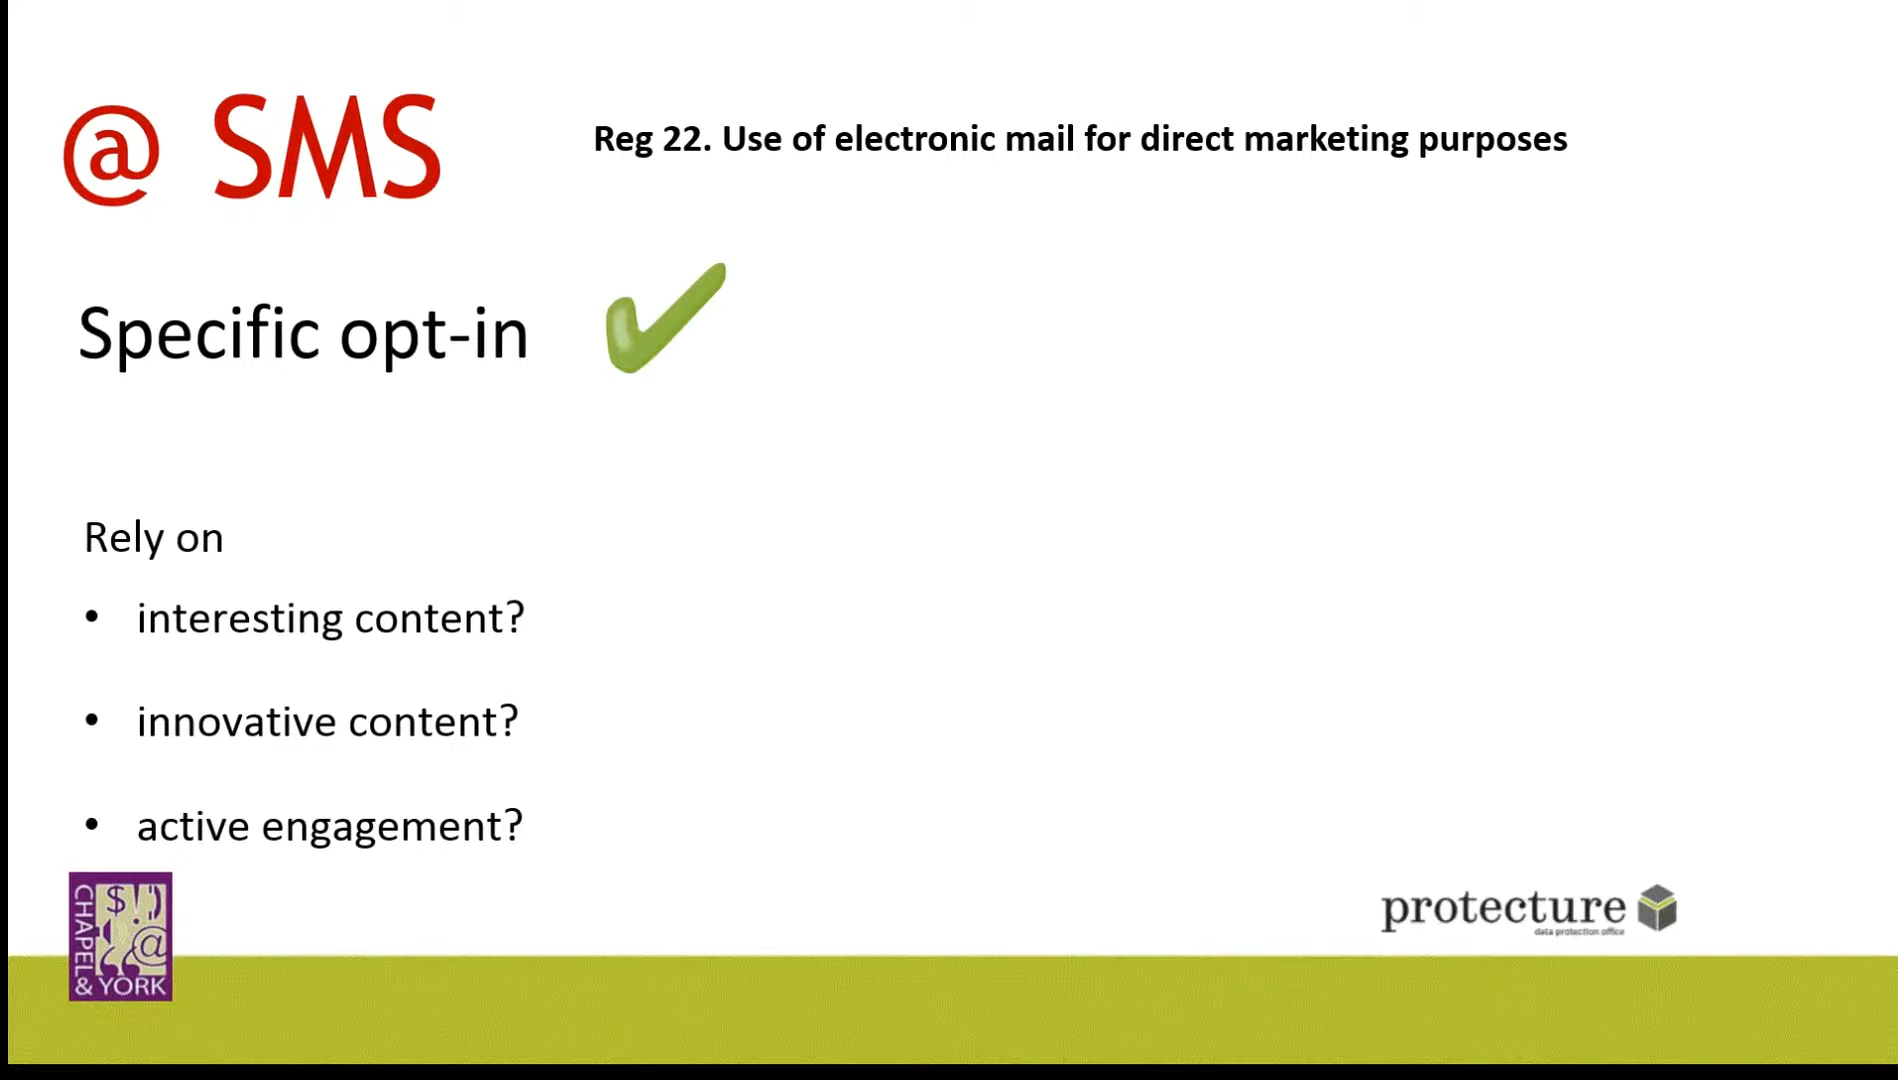 @ SMS
Reg 22. Use of electronic mail for direct marketing purposes
Specific opt-in
Rely on
• interesting content?
• innovative content?
• active engagement?
$!;)
@
CHAPEL
& YORK
protecture
data protection office